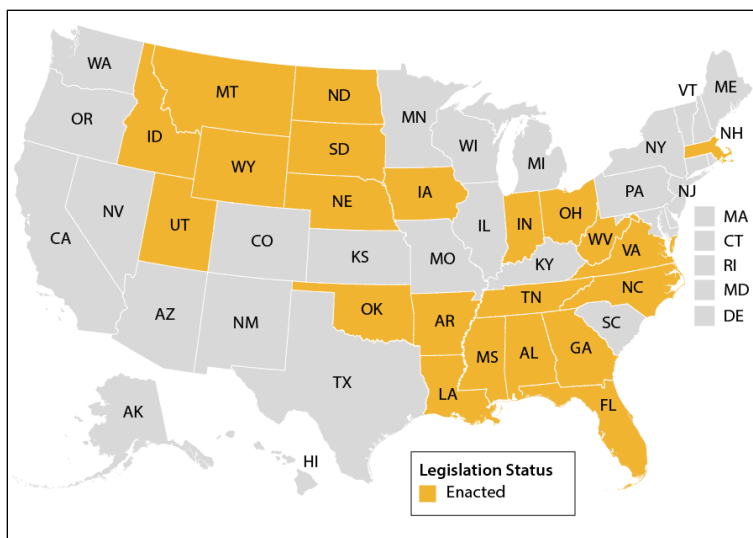 WA
MT
ND
MN
VT
ME
OR
ID
SD
WI
MI
NY
NH
WY
IA
PA
NJ
NE
NV
UT
CO
IL
IN
OH
WV
VA
MA
CA
KS
MO
KY
CT
RI
AZ
NM
OK
AR
TN
NC
SC
MD
DE
TX
LA
MS
AL
GA
FL
AK
HI
Legislation Status
Enacted